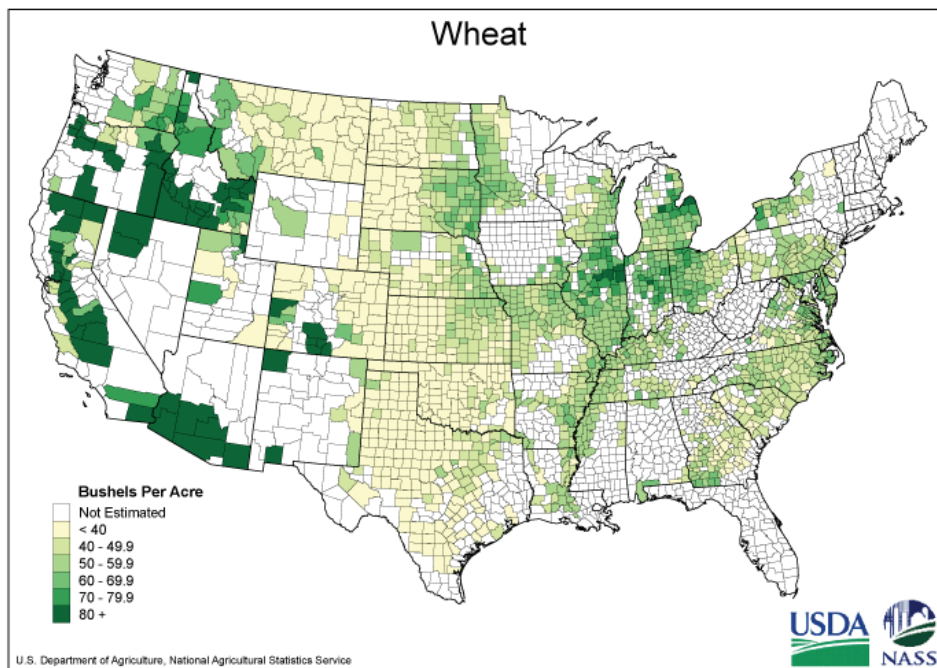 Wheat
Bushels Per Acre
Not Estimated
< 40
40 - 49.9
50 - 59.9
60 - 69.9
70 - 79.9
80 +
USDA
NASS
U.S. Department of Agriculture, National Agricultural Statistics Service